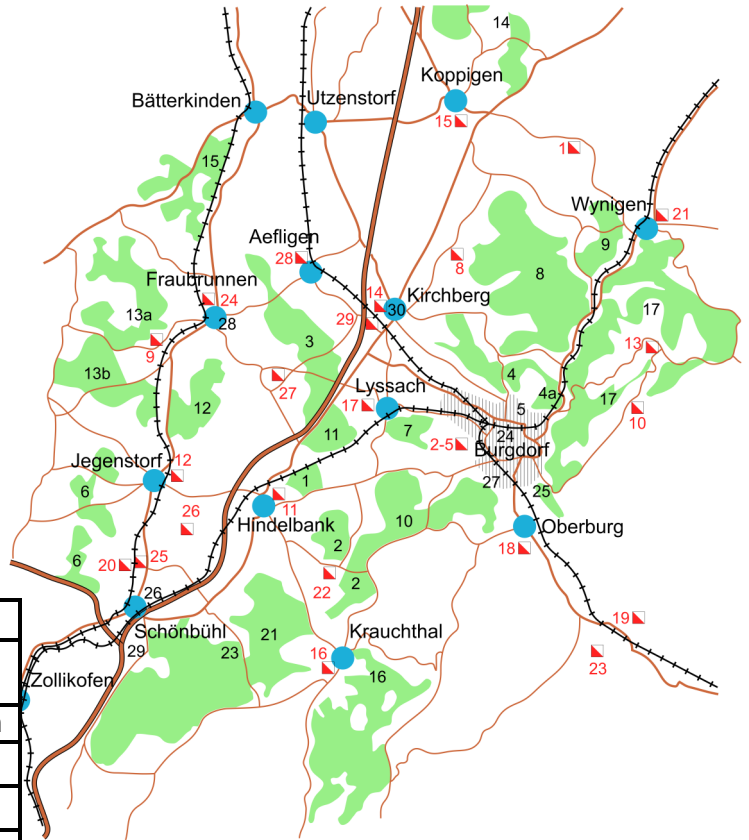 14
Koppigen
Bätterkinden
Utzenstorf
15
1
15
Wynigen
21
Aefligen
9
28
8
8
Fraubrunnen
14
Kirchberg
24
30
17
13a
28
29
9
3
13
13b
4
27
Lyssach
4a
17
12
17
5
10
11
7
24
2-5
Burgdorf
Jegenstorf
12
1
27
6
25
11
10
26
Hindelbank
Oberburg
2
18
6
20
25
22
2
26
19
Schönbühl
21
Krauchthal
29
23
16
23
16
Zollikofen